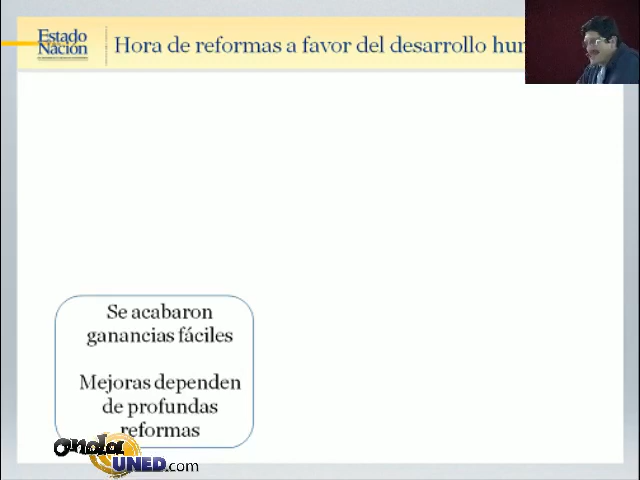 Estado
Nación
Hora de reformas a favor del desarrollo hum
Se acabaron
ganancias fáciles
Mejoras dependen
de profundas
reformas
Onda
UNED.com